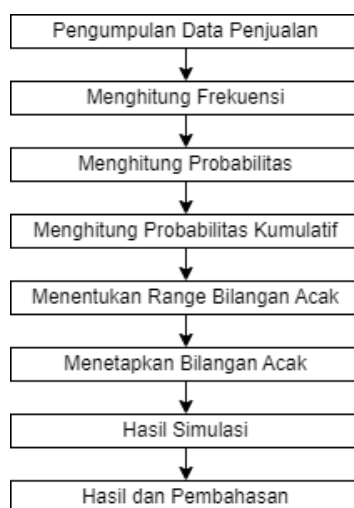 Pengumpulan Data Penjualan
Menghitung Frekuensi
Menghitung Probabilitas
Menghitung Probabilitas Kumulatif
Menentukan Range Bilangan Acak
Menetapkan Bilangan Acak
Hasil Simulasi
Hasil dan Pembahasan